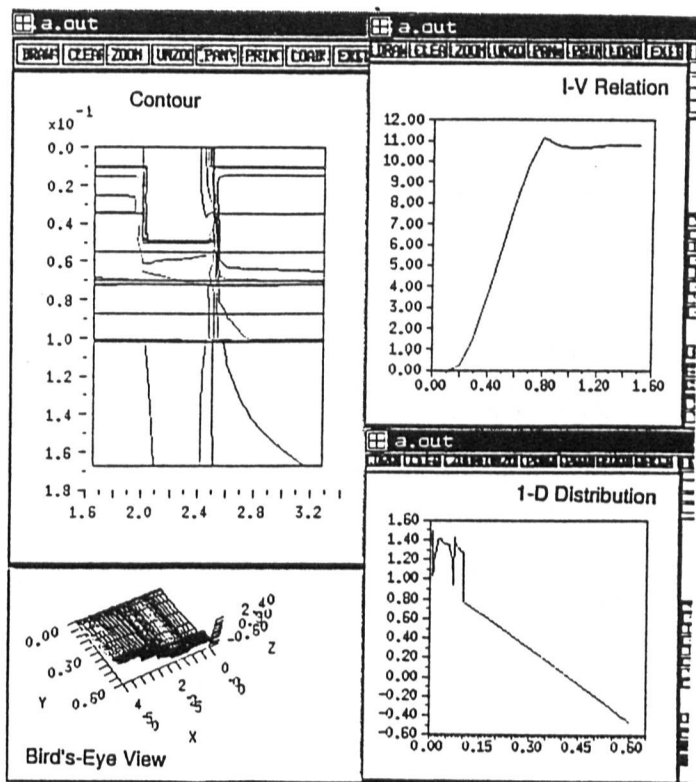 a.out
DRAW CLEAR ZOOM UNZOO PAN PRINT LOAD EXIT
Contour
x10⁻¹
0.0
0.2
0.4
0.6
0.8
1.0
1.2
1.4
1.6
1.8
1.6 2.0 2.4 2.8 3.2
a.out
DRAW CLEA ZOOM UNZO PAN PRIN LOAD EXIT
I-V Relation
12.00
11.00
10.00
9.00
8.00
7.00
6.00
5.00
4.00
3.00
2.00
1.00
0.00
0.00 0.40 0.80 1.20 1.60
a.out
1-D Distribution
1.60
1.40
1.20
1.00
0.80
0.60
0.40
0.20
0.00
-0.20
-0.40
-0.60
0.00 0.15 0.30 0.45 0.60
0.00
0.30
0.60
Y
X
Z
Bird's-Eye View